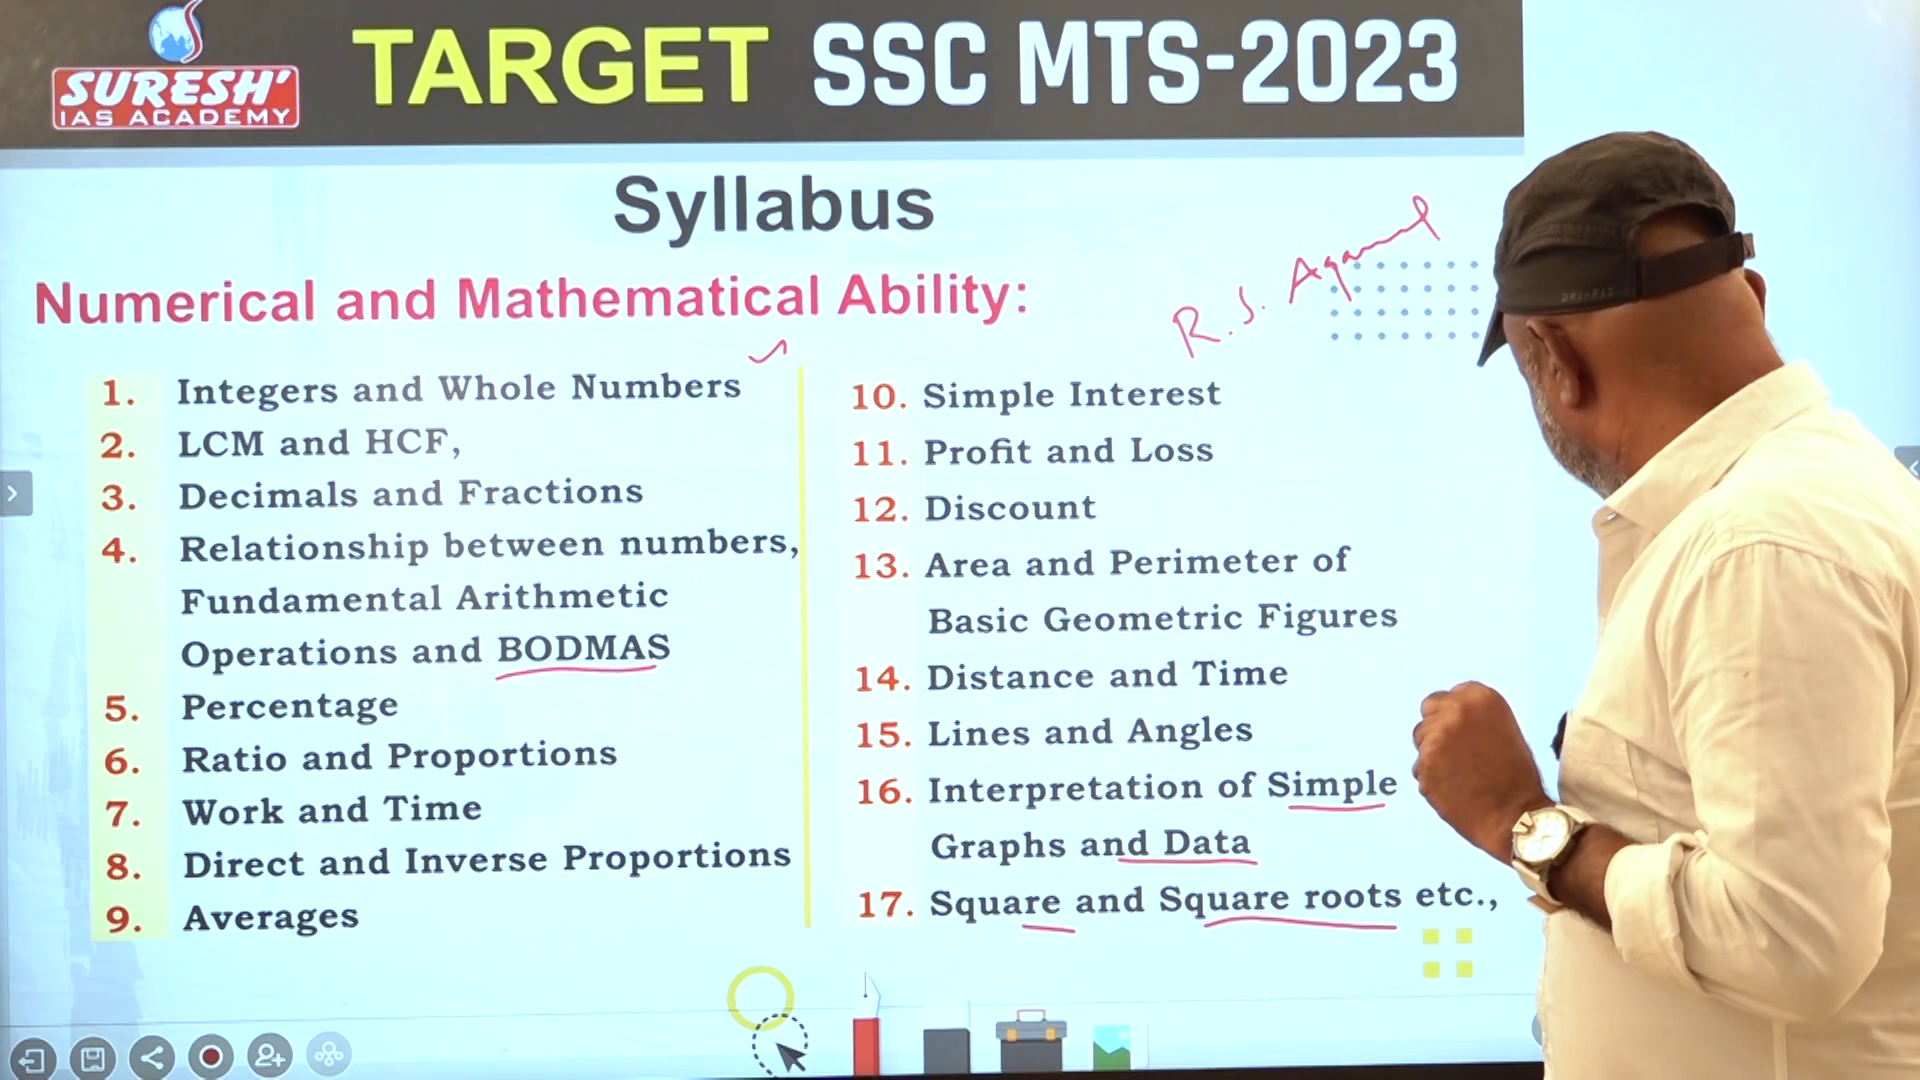 SURESH'
IAS ACADEMY
TARGET SSC MTS-2023
Syllabus
R.S. Agarwal
Numerical and Mathematical Ability:
1. Integers and Whole Numbers
2. LCM and HCF,
3. Decimals and Fractions
4. Relationship between numbers,
Fundamental Arithmetic
Operations and BODMAS
5. Percentage
6. Ratio and Proportions
7. Work and Time
8. Direct and Inverse Proportions
9. Averages
10. Simple Interest
11. Profit and Loss
12. Discount
13. Area and Perimeter of
Basic Geometric Figures
14. Distance and Time
15. Lines and Angles
16. Interpretation of Simple
Graphs and Data
17. Square and Square roots etc.,
DRI-FIT